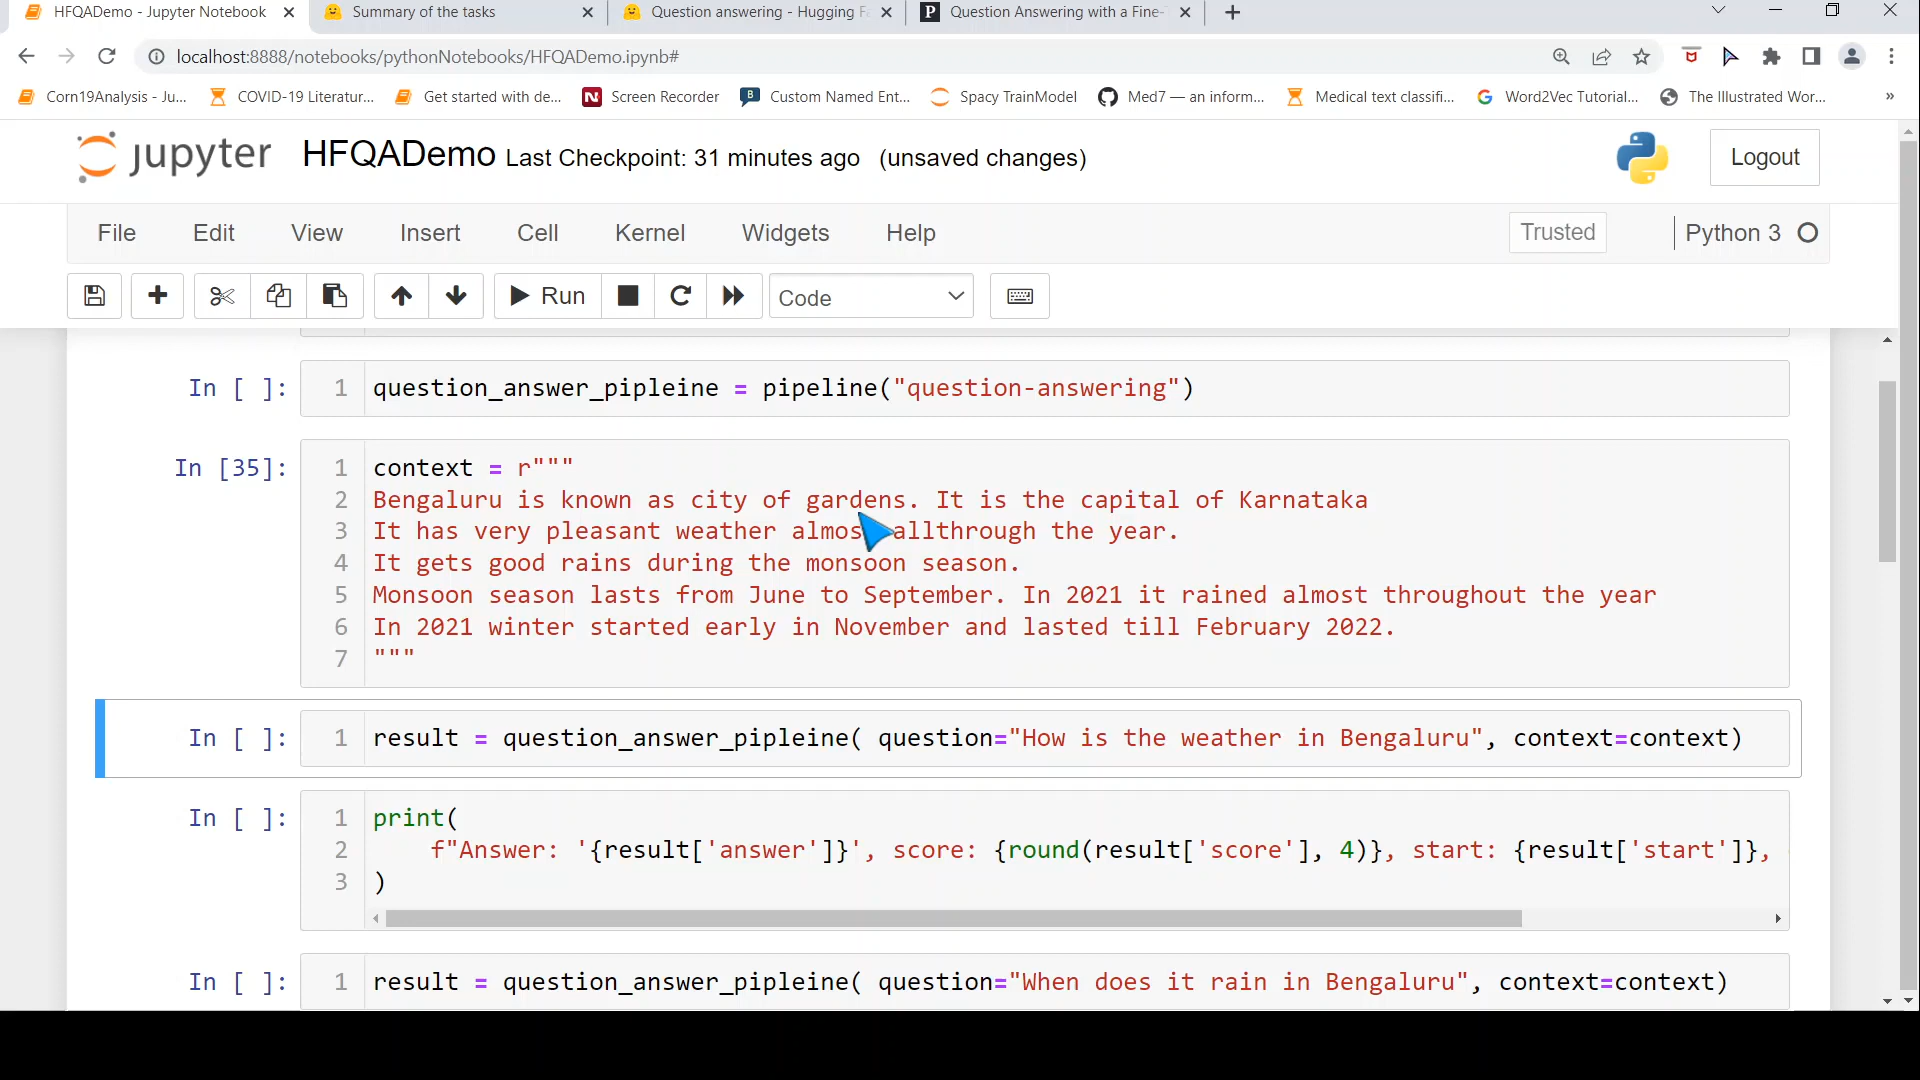 HFQADemo - Jupyter Notebook
Summary of the tasks
Question answering - Hugging Fa
Question Answering with a Fine-
localhost:8888/notebooks/pythonNotebooks/HFQADemo.ipynb#
Corn19Analysis - Ju...
COVID-19 Literatur...
Get started with de...
Screen Recorder
Custom Named Ent...
Spacy TrainModel
Med7 — an inform...
Medical text classifi...
Word2Vec Tutorial...
The Illustrated Wor...
»
jupyter HFQADemo Last Checkpoint: 31 minutes ago (unsaved changes)
Logout
File Edit View Insert Cell Kernel Widgets Help
Trusted
Python 3
Run
Code
In [ ]: 1 question_answer_pipleine = pipeline("question-answering")
In [35]: 1 context = r"""
2 Bengaluru is known as city of gardens. It is the capital of Karnataka
3 It has very pleasant weather almos allthrough the year.
4 It gets good rains during the monsoon season.
5 Monsoon season lasts from June to September. In 2021 it rained almost throughout the year
6 In 2021 winter started early in November and lasted till February 2022.
7 """
In [ ]: 1 result = question_answer_pipleine( question="How is the weather in Bengaluru", context=context)
In [ ]: 1 print(
2 f"Answer: '{result['answer']}', score: {round(result['score'], 4)}, start: {result['start']},
3 )
In [ ]: 1 result = question_answer_pipleine( question="When does it rain in Bengaluru", context=context)